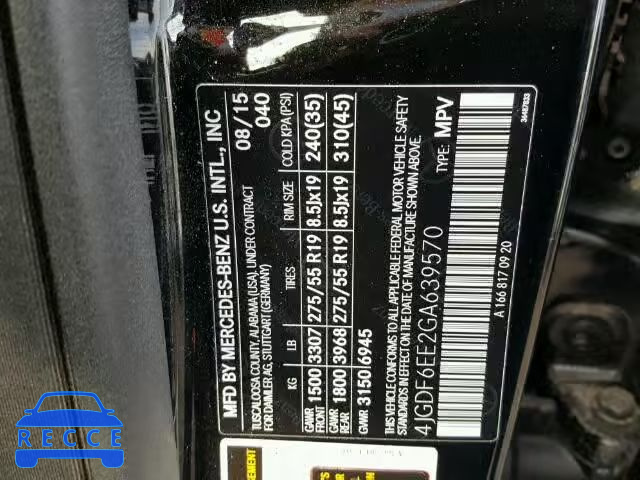 MFD BY MERCEDES-BENZ U.S. INTL., INC 08/15
TUSCALOOSA COUNTY, ALABAMA (USA) UNDER CONTRACT 040
FOR DAIMLER AG, STUTTGART (GERMANY)
KG LB TIRES RIM SIZE COLD KPA (PSI)
GAWR FRONT 1500 3307 275/55 R19 8.5Jx19 240(35)
GAWR REAR 1800 3968 275/55 R19 8.5Jx19 310(45)
GVWR 3150/6945
THIS VEHICLE CONFORMS TO ALL APPLICABLE FEDERAL MOTOR VEHICLE SAFETY
STANDARDS IN EFFECT ON THE DATE OF MANUFACTURE SHOWN ABOVE.
4JGDF6EE2GA639570 TYPE: MPV
A 166 817 09 20
36487833
RECCE